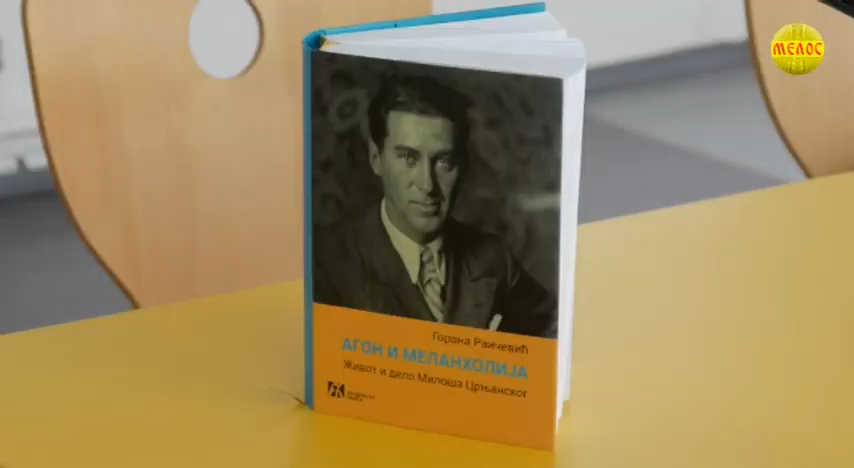 МЕЛОС
Горана Раичевић
АГОН И МЕЛАНХОЛИЈА
Живот и дело Милоша Црњанског